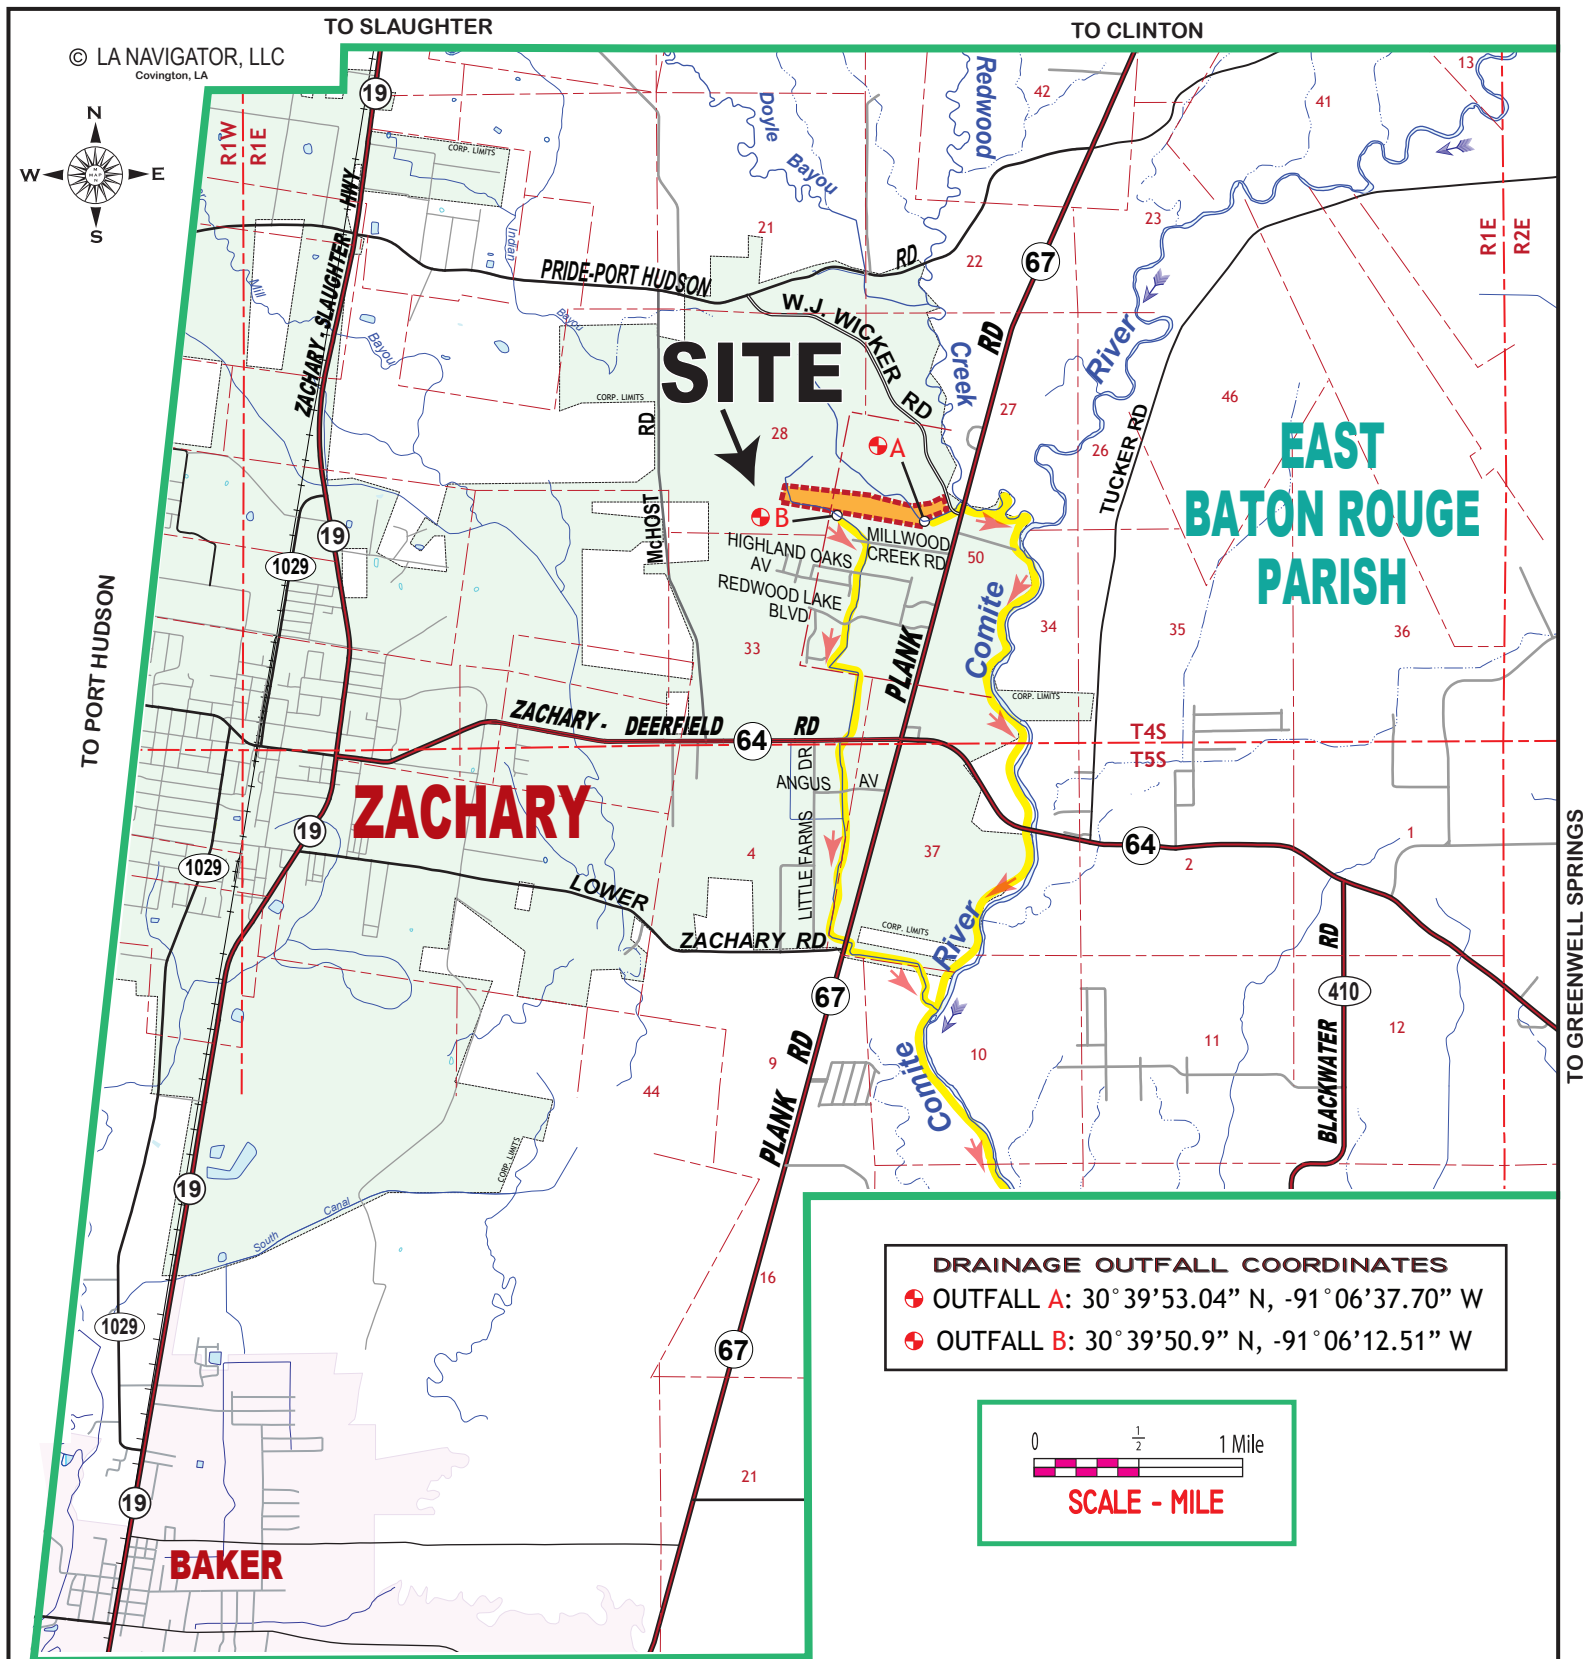 TO SLAUGHTER
TO CLINTON
© LA NAVIGATOR, LLC
Covington, LA
N
W
E
S
R1W
R1E
19
ZACHARY - SLAUGHTER HWY
CORP. LIMITS
Doyle
Bayou
Redwood
Creek
42
13
41
21
22
23
R1E
R2E
67
Indian
Bayou
Mill
Bayou
PRIDE-PORT HUDSON
RD
W.J. WICKER RD
RD
River
SITE
CORP. LIMITS
RD
McHOST
28
A
B
27
26
46
TUCKER RD
EAST
BATON ROUGE
PARISH
19
1029
MILLWOOD
CREEK RD
HIGHLAND OAKS
AV
REDWOOD LAKE
BLVD
50
Comite
34
35
36
33
PLANK
TO PORT HUDSON
CORP. LIMITS
ZACHARY - DEERFIELD RD
64
T4S
T5S
ANGUS AV
DR
LITTLE FARMS
ZACHARY
19
1029
4
37
64
2
1
LOWER
ZACHARY RD
CORP. LIMITS
River
RD
410
BLACKWATER
TO GREENWELL SPRINGS
67
PLANK RD
9
10
11
12
Comite
44
CORP. LIMITS
19
South Canal
16
DRAINAGE OUTFALL COORDINATES
OUTFALL A: 30°39’53.04” N, -91°06’37.70” W
OUTFALL B: 30°39’50.9” N, -91°06’12.51” W
1029
67
0 1/2 1 Mile
SCALE - MILE
21
19
BAKER